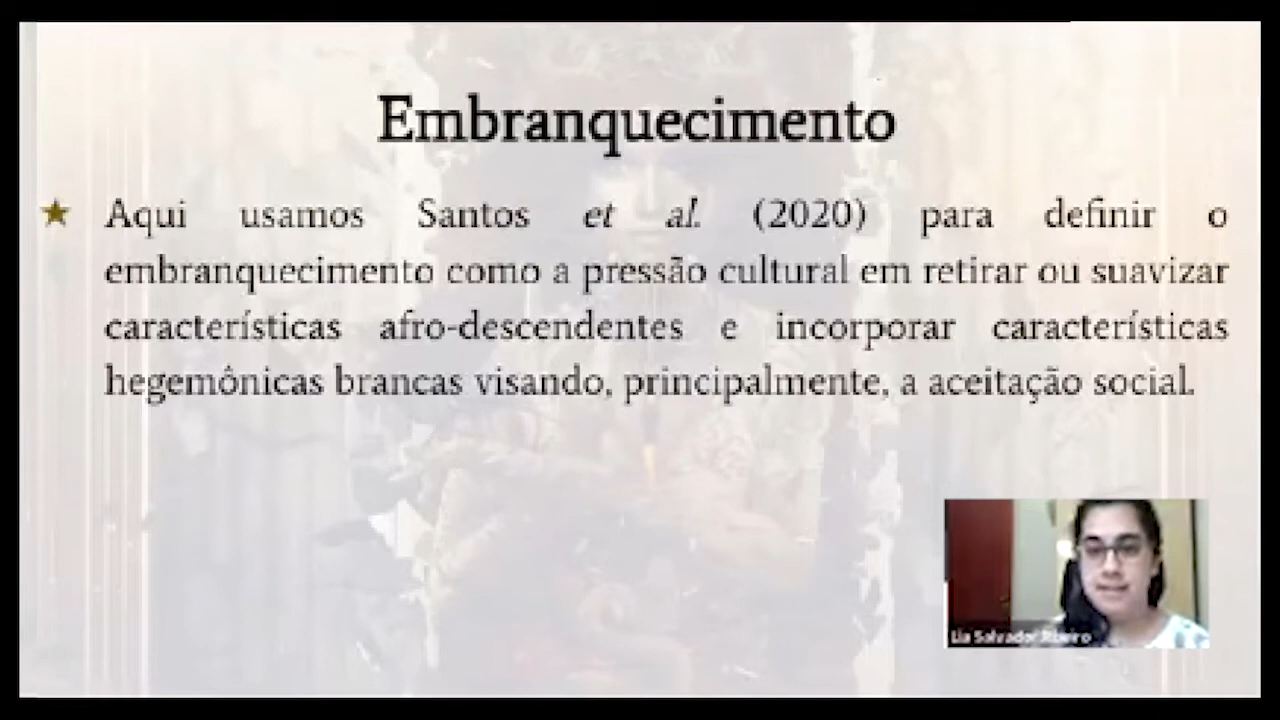 Embranquecimento
Aqui usamos Santos et al. (2020) para definir o
embranquecimento como a pressão cultural em retirar ou suavizar
características afro-descendentes e incorporar características
hegemônicas brancas visando, principalmente, a aceitação social.
Lia Salvador